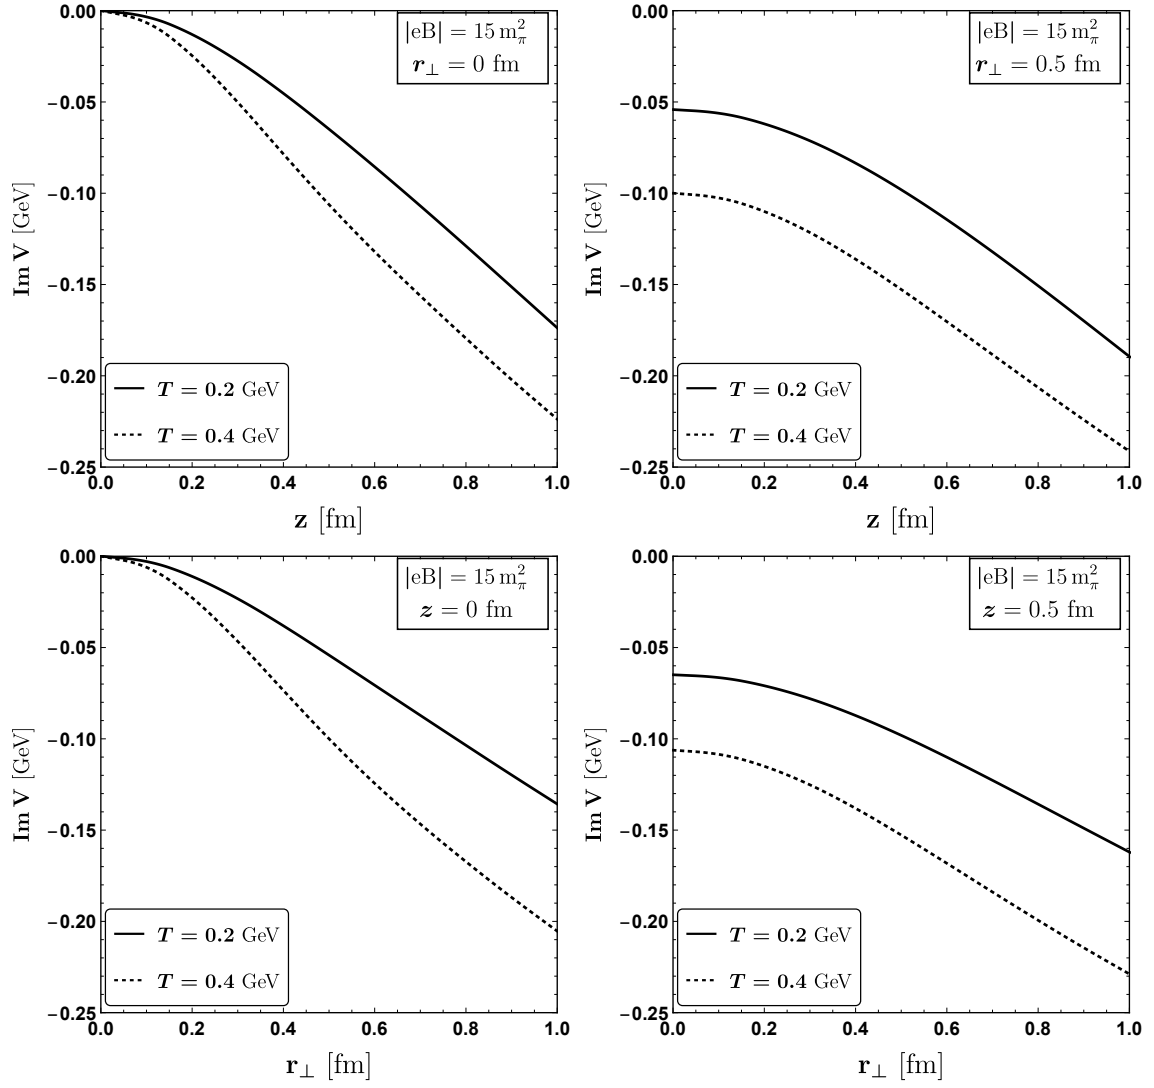 0.00
−0.05
−0.10
−0.15
−0.20
−0.25
Im V [GeV]
|eB| = 15 m_π^2
r_⊥ = 0 fm
T = 0.2 GeV
T = 0.4 GeV
0.0 0.2 0.4 0.6 0.8 1.0
z [fm]
0.00
−0.05
−0.10
−0.15
−0.20
−0.25
Im V [GeV]
|eB| = 15 m_π^2
r_⊥ = 0.5 fm
T = 0.2 GeV
T = 0.4 GeV
0.0 0.2 0.4 0.6 0.8 1.0
z [fm]
0.00
−0.05
−0.10
−0.15
−0.20
−0.25
Im V [GeV]
|eB| = 15 m_π^2
z = 0 fm
T = 0.2 GeV
T = 0.4 GeV
0.0 0.2 0.4 0.6 0.8 1.0
r_⊥ [fm]
0.00
−0.05
−0.10
−0.15
−0.20
−0.25
Im V [GeV]
|eB| = 15 m_π^2
z = 0.5 fm
T = 0.2 GeV
T = 0.4 GeV
0.0 0.2 0.4 0.6 0.8 1.0
r_⊥ [fm]